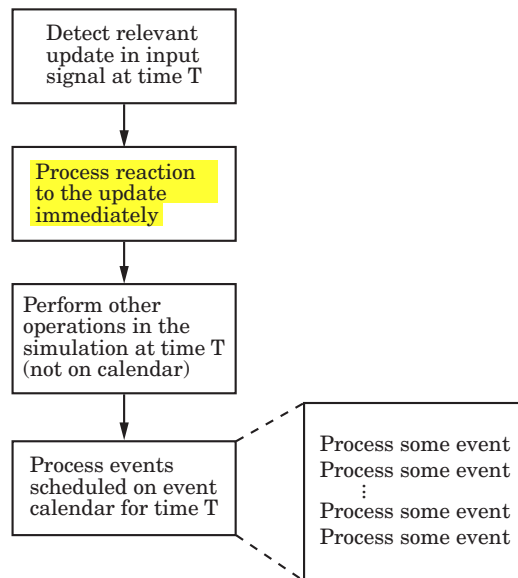 Detect relevant
update in input
signal at time T
Process reaction
to the update
immediately
Perform other
operations in the
simulation at time T
(not on calendar)
Process events
scheduled on event
calendar for time T
Process some event
Process some event
⋮
Process some event
Process some event